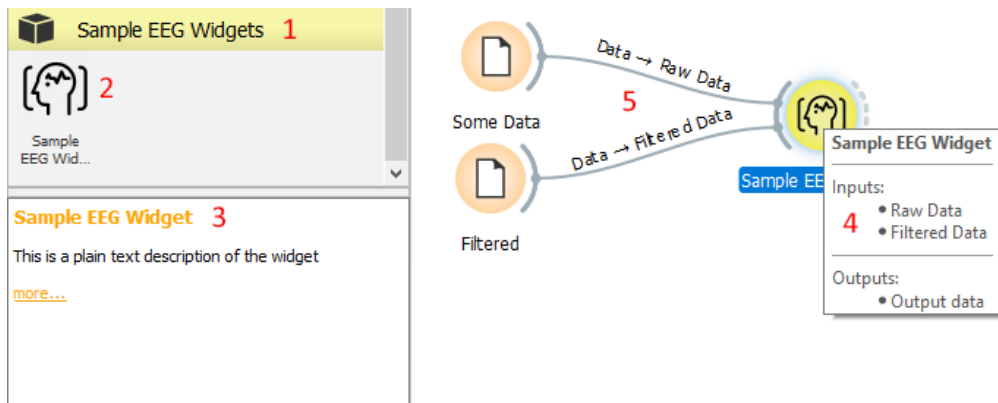 Sample EEG Widgets 1
2
Sample
EEG Wid...
Sample EEG Widget 3
This is a plain text description of the widget
more...
Some Data
Filtered
Data → Raw Data
5
Data → Filtered Data
Sample EE
Sample EEG Widget
Inputs:
4
• Raw Data
• Filtered Data
Outputs:
• Output data